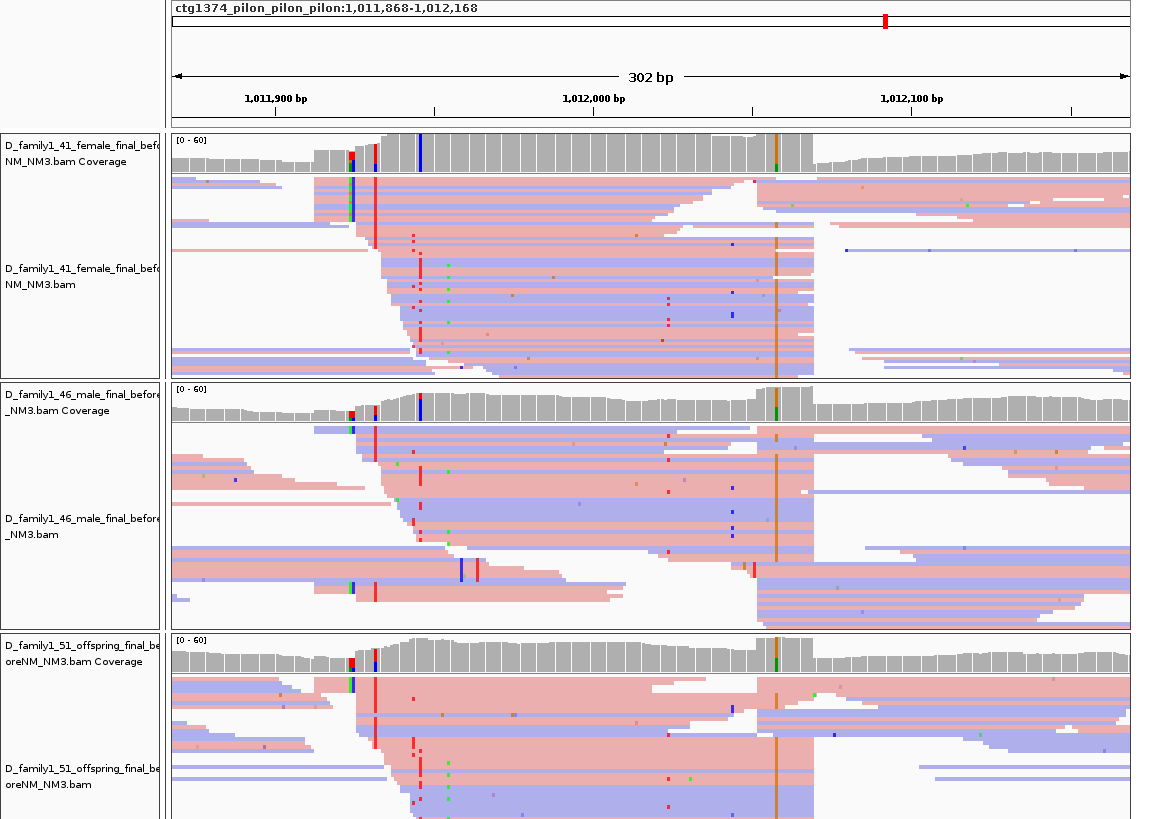 ctg1374_pilon_pilon_pilon:1,011,868-1,012,168
302 bp
1,011,900 bp 1,012,000 bp 1,012,100 bp
D_family1_41_female_final_befo
NM_NM3.bam Coverage
[0 - 60]
D_family1_41_female_final_befo
NM_NM3.bam
D_family1_46_male_final_before
_NM3.bam Coverage
[0 - 60]
D_family1_46_male_final_before
_NM3.bam
D_family1_51_offspring_final_be
oreNM_NM3.bam Coverage
[0 - 60]
D_family1_51_offspring_final_be
oreNM_NM3.bam